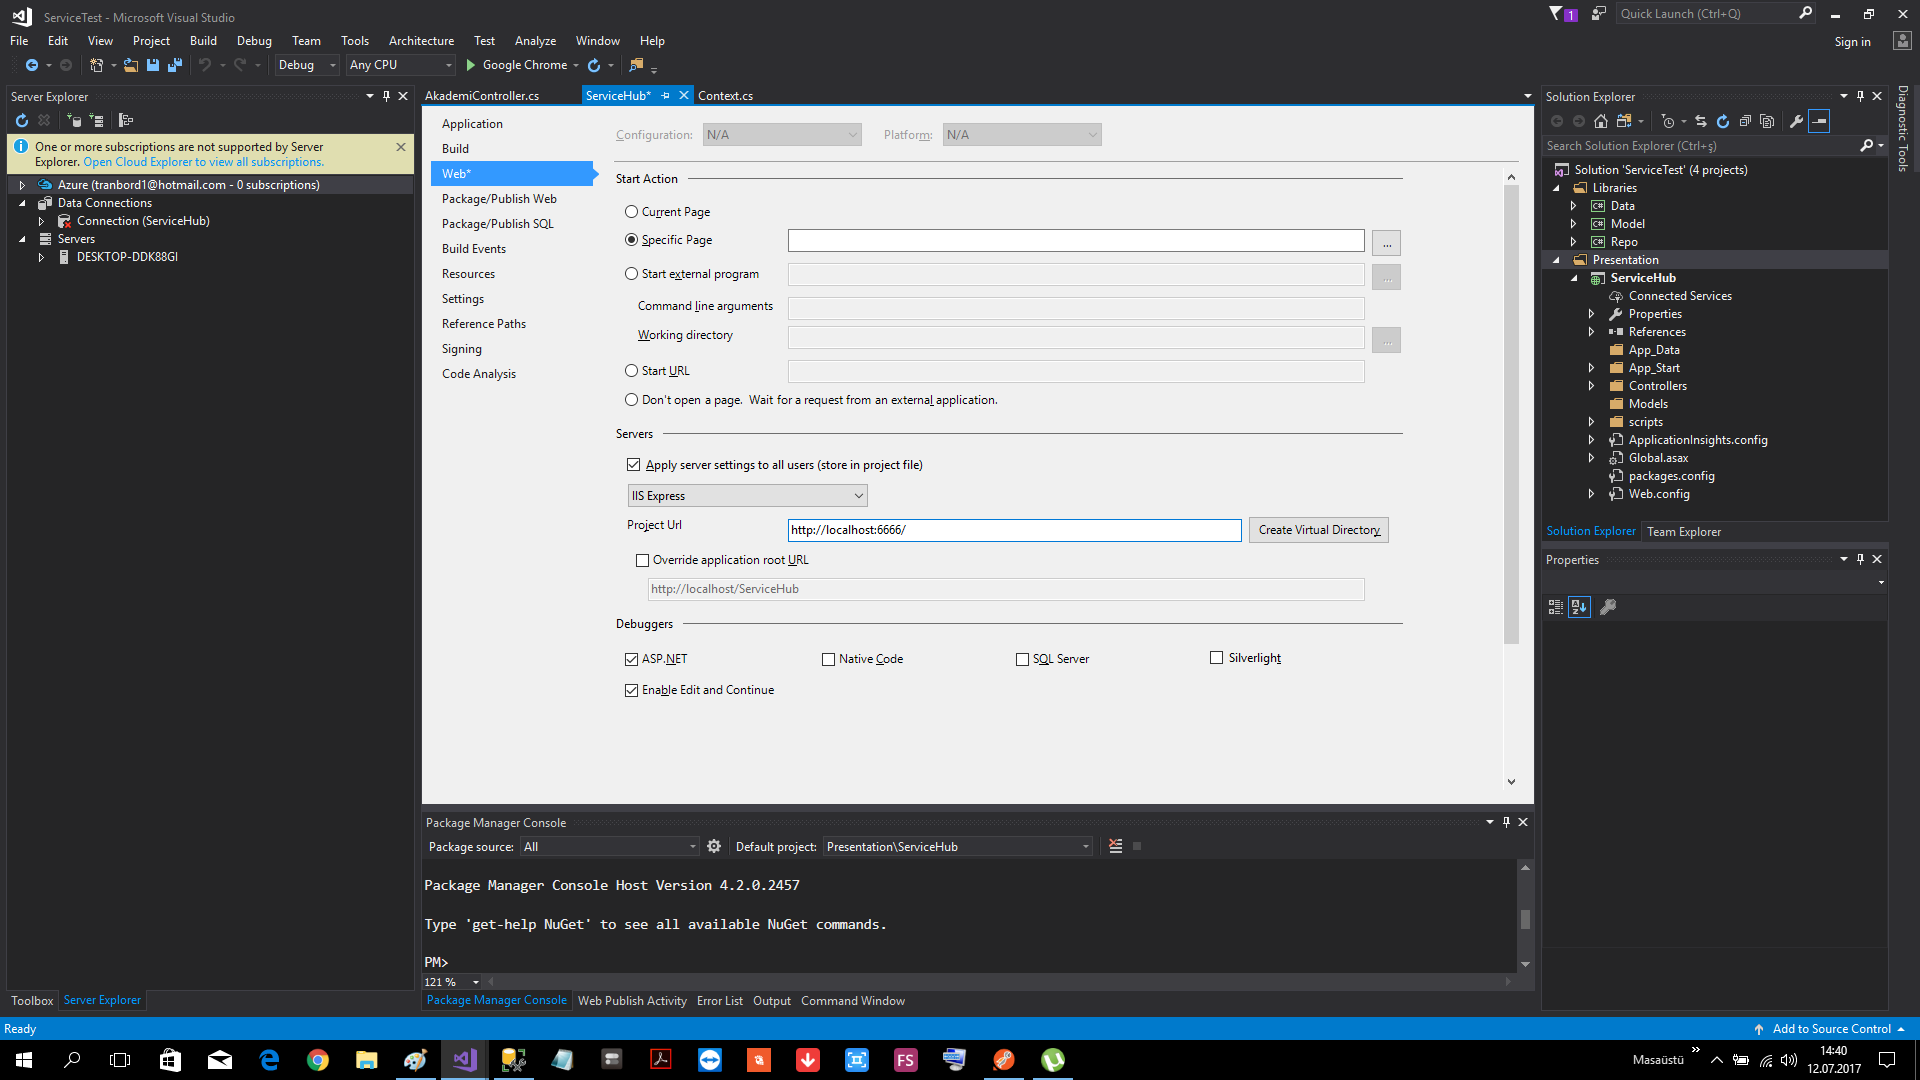 ServiceTest - Microsoft Visual Studio
1
Quick Launch (Ctrl+Q)
File Edit View Project Build Debug Team Tools Architecture Test Analyze Window Help
Sign in
Debug
Any CPU
Google Chrome
Server Explorer
One or more subscriptions are not supported by Server
Explorer. Open Cloud Explorer to view all subscriptions.
Azure (tranbord1@hotmail.com - 0 subscriptions)
Data Connections
Connection (ServiceHub)
Servers
DESKTOP-DDK88GI
Toolbox
Server Explorer
AkademiController.cs
ServiceHub*
Context.cs
Application
Build
Web*
Package/Publish Web
Package/Publish SQL
Build Events
Resources
Settings
Reference Paths
Signing
Code Analysis
Configuration: N/A
Platform: N/A
Start Action
Current Page
Specific Page
...
Start external program
...
Command line arguments
Working directory
...
Start URL
Don't open a page. Wait for a request from an external application.
Servers
Apply server settings to all users (store in project file)
IIS Express
Project Url
http://localhost:6666/
Create Virtual Directory
Override application root URL
http://localhost/ServiceHub
Debuggers
ASP.NET
Native Code
SQL Server
Silverlight
Enable Edit and Continue
Package Manager Console
Package source: All
Default project: Presentation\ServiceHub
Package Manager Console Host Version 4.2.0.2457
Type 'get-help NuGet' to see all available NuGet commands.
PM>
121 %
Package Manager Console
Web Publish Activity
Error List
Output
Command Window
Solution Explorer
Search Solution Explorer (Ctrl+ş)
Solution 'ServiceTest' (4 projects)
Libraries
C# Data
C# Model
C# Repo
Presentation
ServiceHub
Connected Services
Properties
References
App_Data
App_Start
Controllers
Models
scripts
ApplicationInsights.config
Global.asax
packages.config
Web.config
Solution Explorer
Team Explorer
Properties
Diagnostic Tools
Ready
Add to Source Control
FS
Masaüstü
14:40
12.07.2017